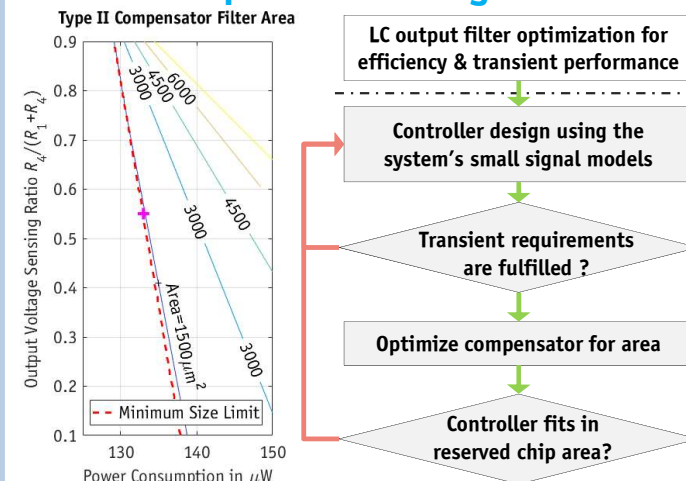 Type II Compensator Filter Area
0.9
0.8
0.7
0.6
0.5
0.4
0.3
0.2
0.1
Output Voltage Sensing Ratio R4/(R1+R4)
3000
4500
6000
3000
4500
3000
Area=1500μm²
Minimum Size Limit
130 140 150
Power Consumption in μW
LC output filter optimization for
efficiency & transient performance
Controller design using the
system's small signal models
Transient requirements
are fulfilled ?
Optimize compensator for area
Controller fits in
reserved chip area?